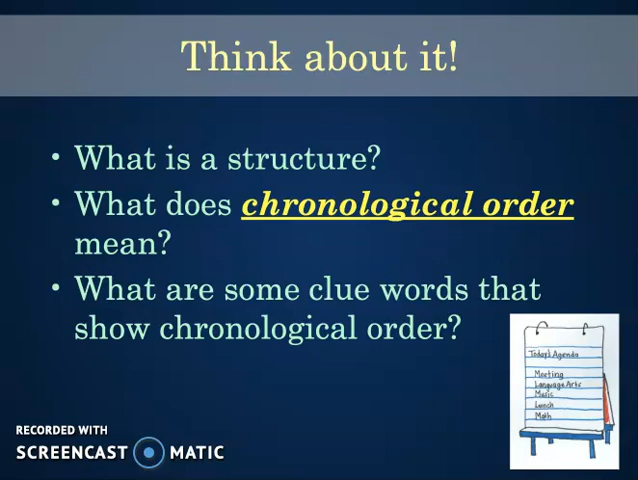 Think about it!
• What is a structure?
• What does chronological order
mean?
• What are some clue words that
show chronological order?
Today's Agenda
Meeting
Language Arts
Music
Lunch
Math
RECORDED WITH
SCREENCAST MATIC